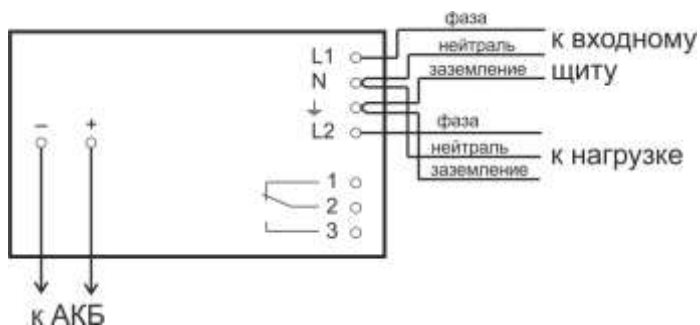 фаза
L1
нейтраль
к входному
N
заземление
щиту
– +
L2
фаза
нейтраль
к нагрузке
заземление
1
2
3
к АКБ